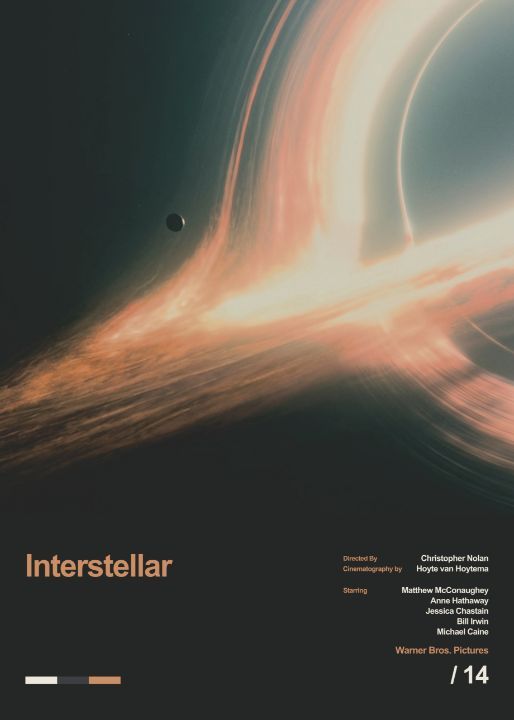 Interstellar
Directed By Christopher Nolan
Cinematography by Hoyte van Hoytema
Starring Matthew McConaughey
Anne Hathaway
Jessica Chastain
Bill Irwin
Michael Caine
Warner Bros. Pictures
/ 14